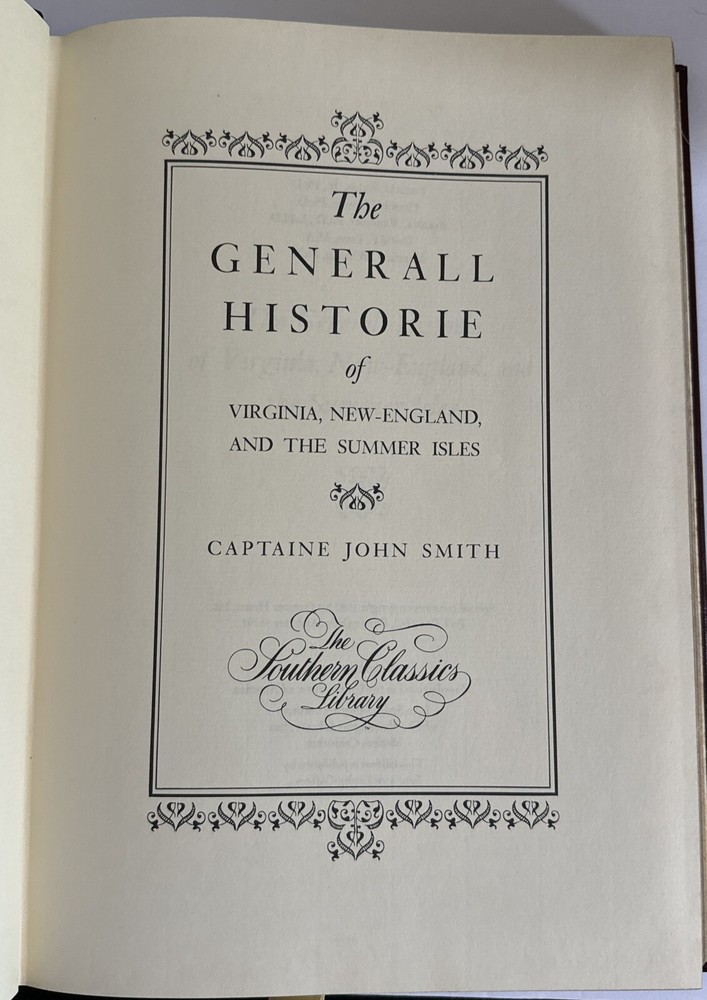 The
GENERALL
HISTORIE
of
VIRGINIA, NEW-ENGLAND,
AND THE SUMMER ISLES
CAPTAINE JOHN SMITH
The
Southern Classics
Library